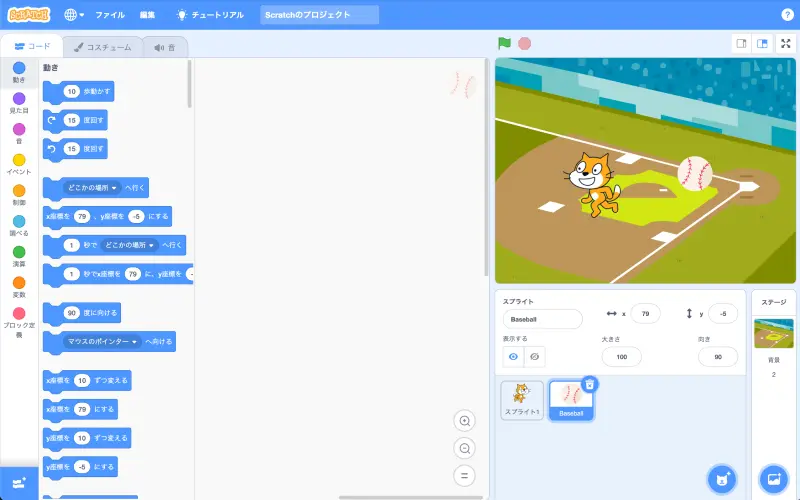 SCRATCH
ファイル
編集
チュートリアル
Scratchのプロジェクト
?
コード
コスチューム
音
動き
見た目
音
イベント
制御
調べる
演算
変数
ブロック定義
動き
10 歩動かす
15 度回す
15 度回す
どこかの場所 へ行く
x座標を 79 、y座標を -5 にする
1 秒で どこかの場所 へ行く
1 秒でx座標を 79 に、y座標を
90 度に向ける
マウスのポインター へ向ける
x座標を 10 ずつ変える
x座標を 79 にする
y座標を 10 ずつ変える
y座標を -5 にする
スプライト
Baseball
x 79
y -5
表示する
大きさ
100
向き
90
スプライト1
Baseball
ステージ
背景
2